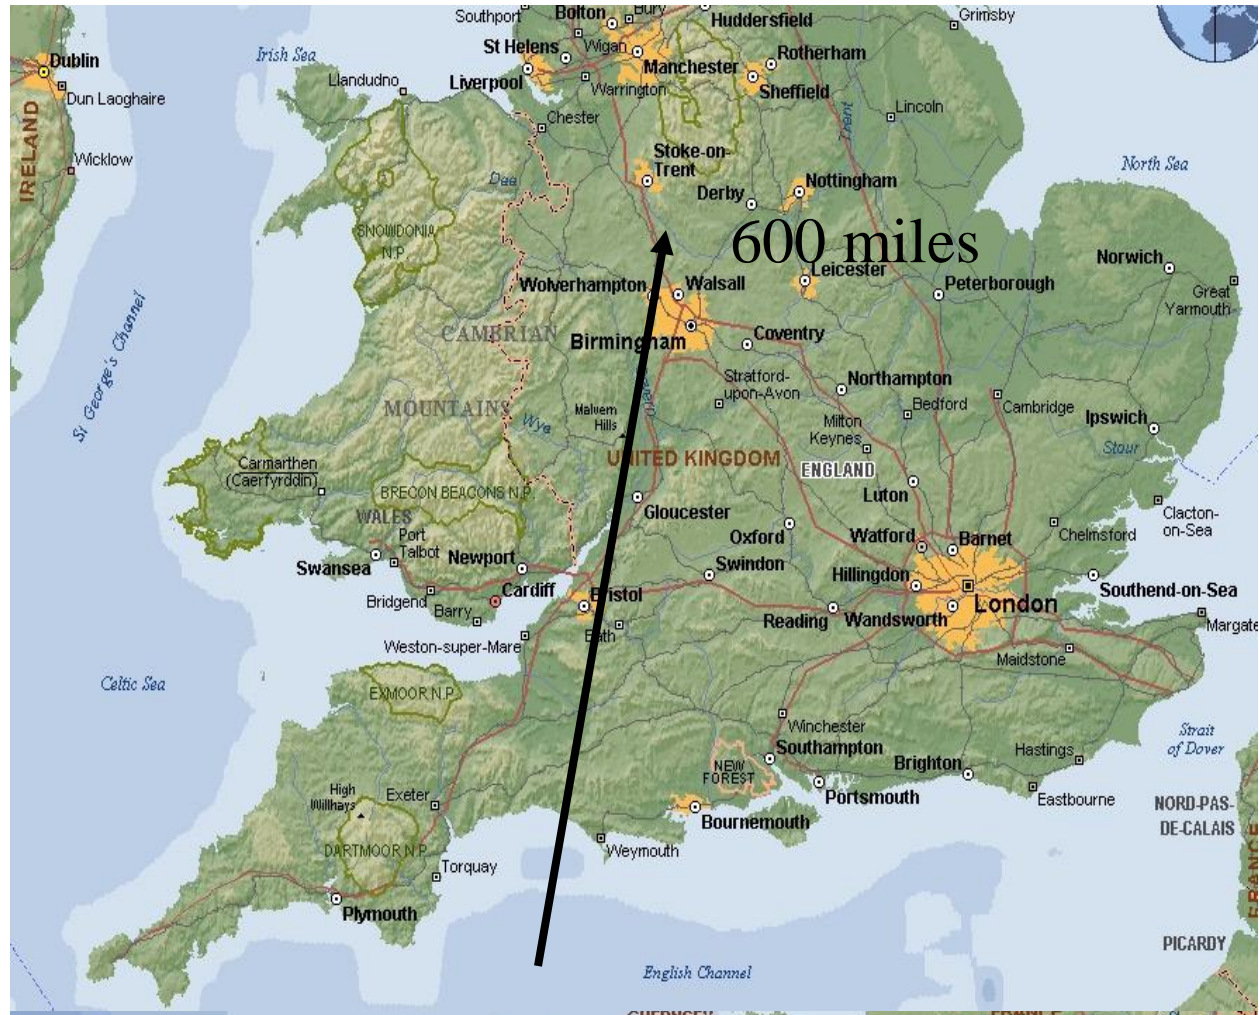 Southport
Bolton
Bury
Huddersfield
Grimsby
Irish Sea
St Helens
Wigan
Rotherham
Dublin
Manchester
Llandudno
Liverpool
Warrington
Sheffield
Dun Laoghaire
Trent
Lincoln
Chester
IRELAND
Wicklow
Stoke-on-
Trent
North Sea
Dee
Derby
Nottingham
SNOWDONIA
N.P.
600 miles
Norwich
Leicester
Wolverhampton
Walsall
Peterborough
Great
Yarmouth
St George's Channel
CAMBRIAN
Birmingham
Coventry
Stratford-
upon-Avon
Northampton
MOUNTAINS
Malvern
Hills
Wye
Milton
Keynes
Bedford
Cambridge
Ipswich
Stour
Carmarthen
(Caerfyrddin)
UNITED KINGDOM
ENGLAND
BRECON BEACONS N.P.
Luton
WALES
Gloucester
Clacton-
on-Sea
Port
Talbot
Oxford
Watford
Barnet
Chelmsford
Swansea
Newport
Swindon
Hillingdon
Southend-on-Sea
Bridgend
Cardiff
Bristol
London
Barry
Reading
Wandsworth
Margate
Weston-super-Mare
Bath
Maidstone
Celtic Sea
EXMOOR N.P.
Winchester
Strait
of Dover
Southampton
Hastings
NEW
FOREST
Brighton
High
Willhays
Exeter
Portsmouth
Eastbourne
NORD-PAS-
DE-CALAIS
Bournemouth
DARTMOOR N.P.
Weymouth
Torquay
FRANCE
Plymouth
PICARDY
English Channel
GUERNSEY
FRANCE